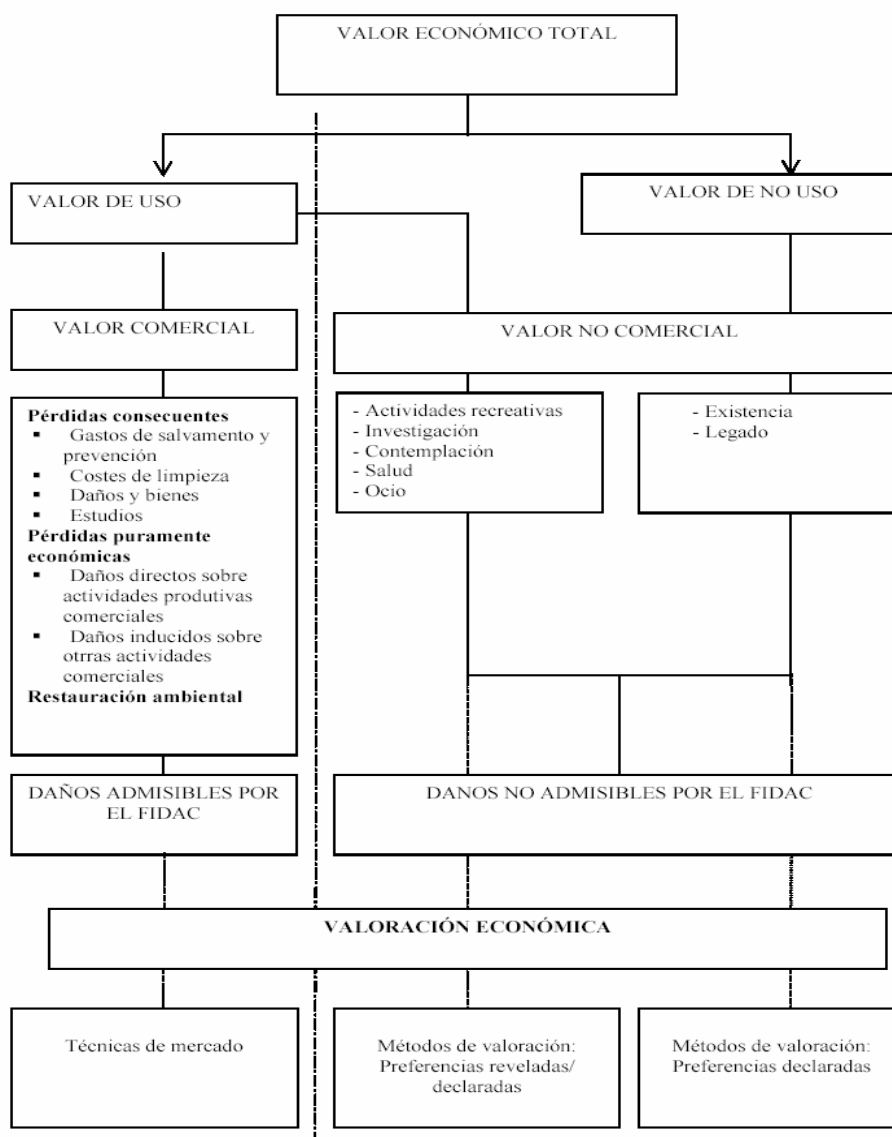 VALOR ECONÓMICO TOTAL
VALOR DE USO
VALOR DE NO USO
VALOR COMERCIAL
VALOR NO COMERCIAL
Pérdidas consecuentes
▪ Gastos de salvamento y
prevención
▪ Costes de limpieza
▪ Daños y bienes
▪ Estudios
Pérdidas puramente
económicas
▪ Daños directos sobre
actividades produtivas
comerciales
▪ Daños inducidos sobre
otrras actividades
comerciales
Restauración ambiental
- Actividades recreativas
- Investigación
- Contemplación
- Salud
- Ocio
- Existencia
- Legado
DAÑOS ADMISIBLES POR
EL FIDAC
DANOS NO ADMISIBLES POR EL FIDAC
VALORACIÓN ECONÓMICA
Técnicas de mercado
Métodos de valoración:
Preferencias reveladas/
declaradas
Métodos de valoración:
Preferencias declaradas